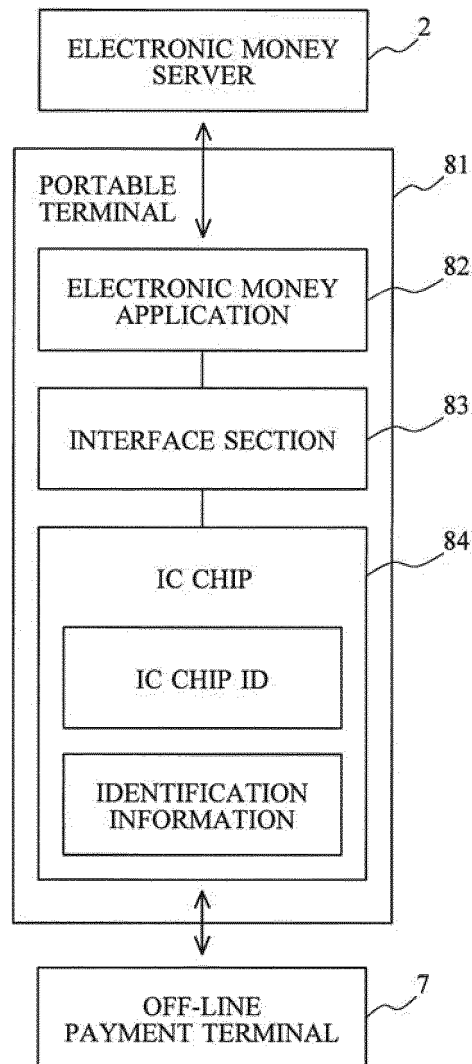 ELECTRONIC MONEY
SERVER
2
PORTABLE
TERMINAL
81
ELECTRONIC MONEY
APPLICATION
82
INTERFACE SECTION
83
84
IC CHIP
IC CHIP ID
IDENTIFICATION
INFORMATION
OFF-LINE
PAYMENT TERMINAL
7